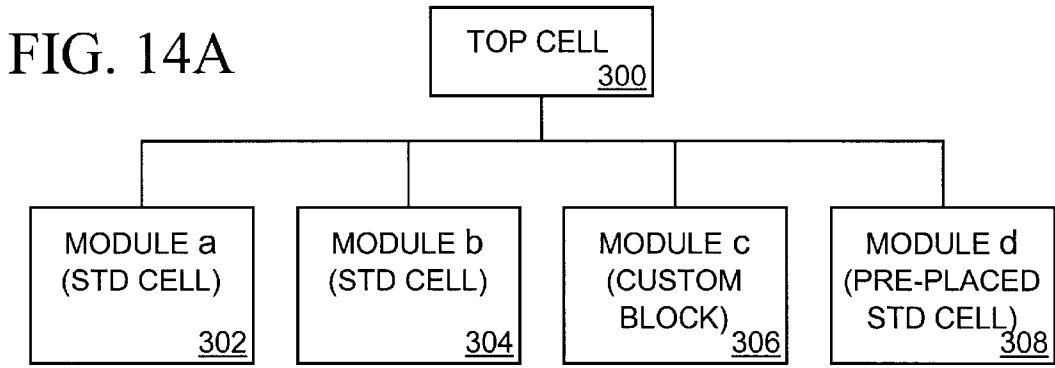 FIG. 14A
TOP CELL
300
MODULE a
(STD CELL)
302
MODULE b
(STD CELL)
304
MODULE c
(CUSTOM
BLOCK)
306
MODULE d
(PRE-PLACED
STD CELL)
308